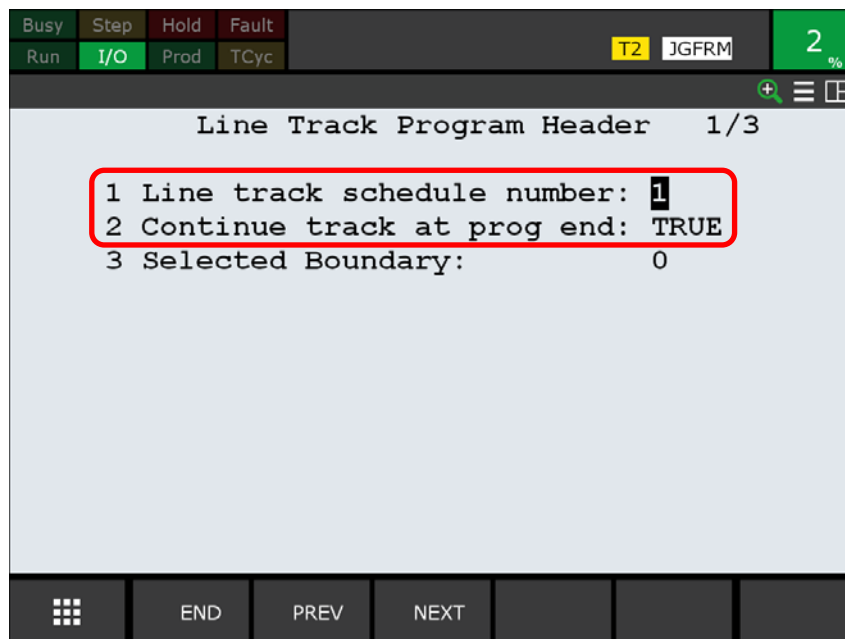 Busy Step Hold Fault
Run I/O Prod TCyc T2 JGFRM 2 %
Line Track Program Header 1/3
1 Line track schedule number: 1
2 Continue track at prog end: TRUE
3 Selected Boundary: 0
END PREV NEXT